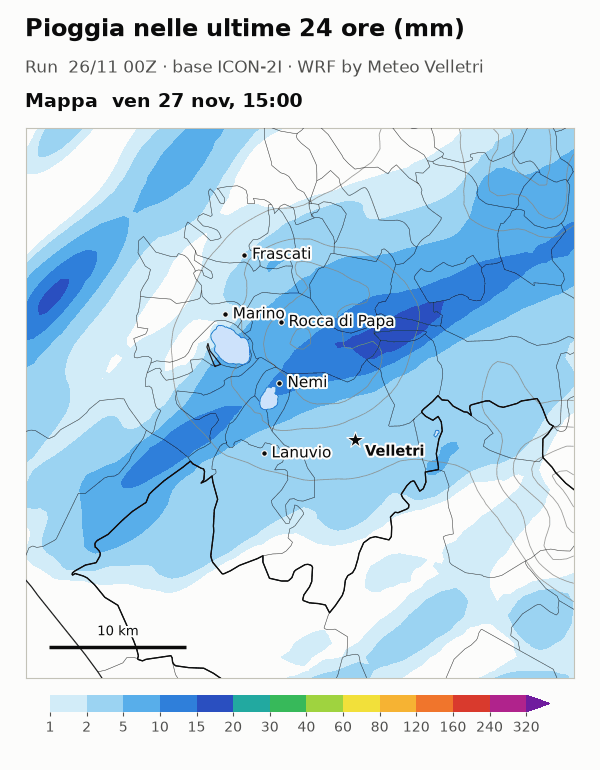 Pioggia nelle ultime 24 ore (mm)
Run  26/11 00Z · base ICON-2I · WRF by Meteo Velletri
Mappa  ven 27 nov, 15:00
Frascati
Marino
Rocca di Papa
Nemi
Velletri
Lanuvio
10 km
1 2 5 10 15 20 30 40 60 80 120 160 240 320